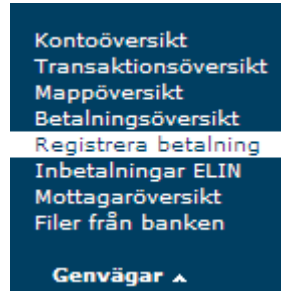 Kontoöversikt
Transaktionsöversikt
Mappöversikt
Betalningsöversikt
Registrera betalning
Inbetalningar ELIN
Mottagaröversikt
Filer från banken
Genvägar